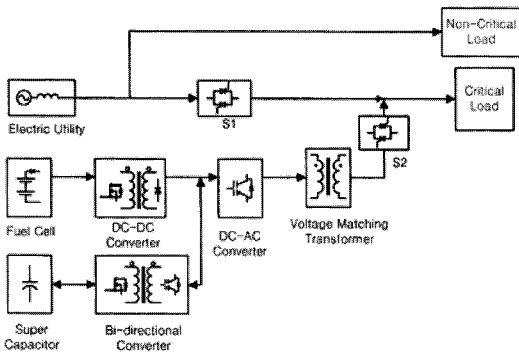 Non-Critical
Load
Critical
Load
S1
Electric Utility
S2
Fuel Cell
DC-DC
Converter
DC-AC
Converter
Voltage Matching
Transformer
Super
Capacitor
Bi-directional
Converter